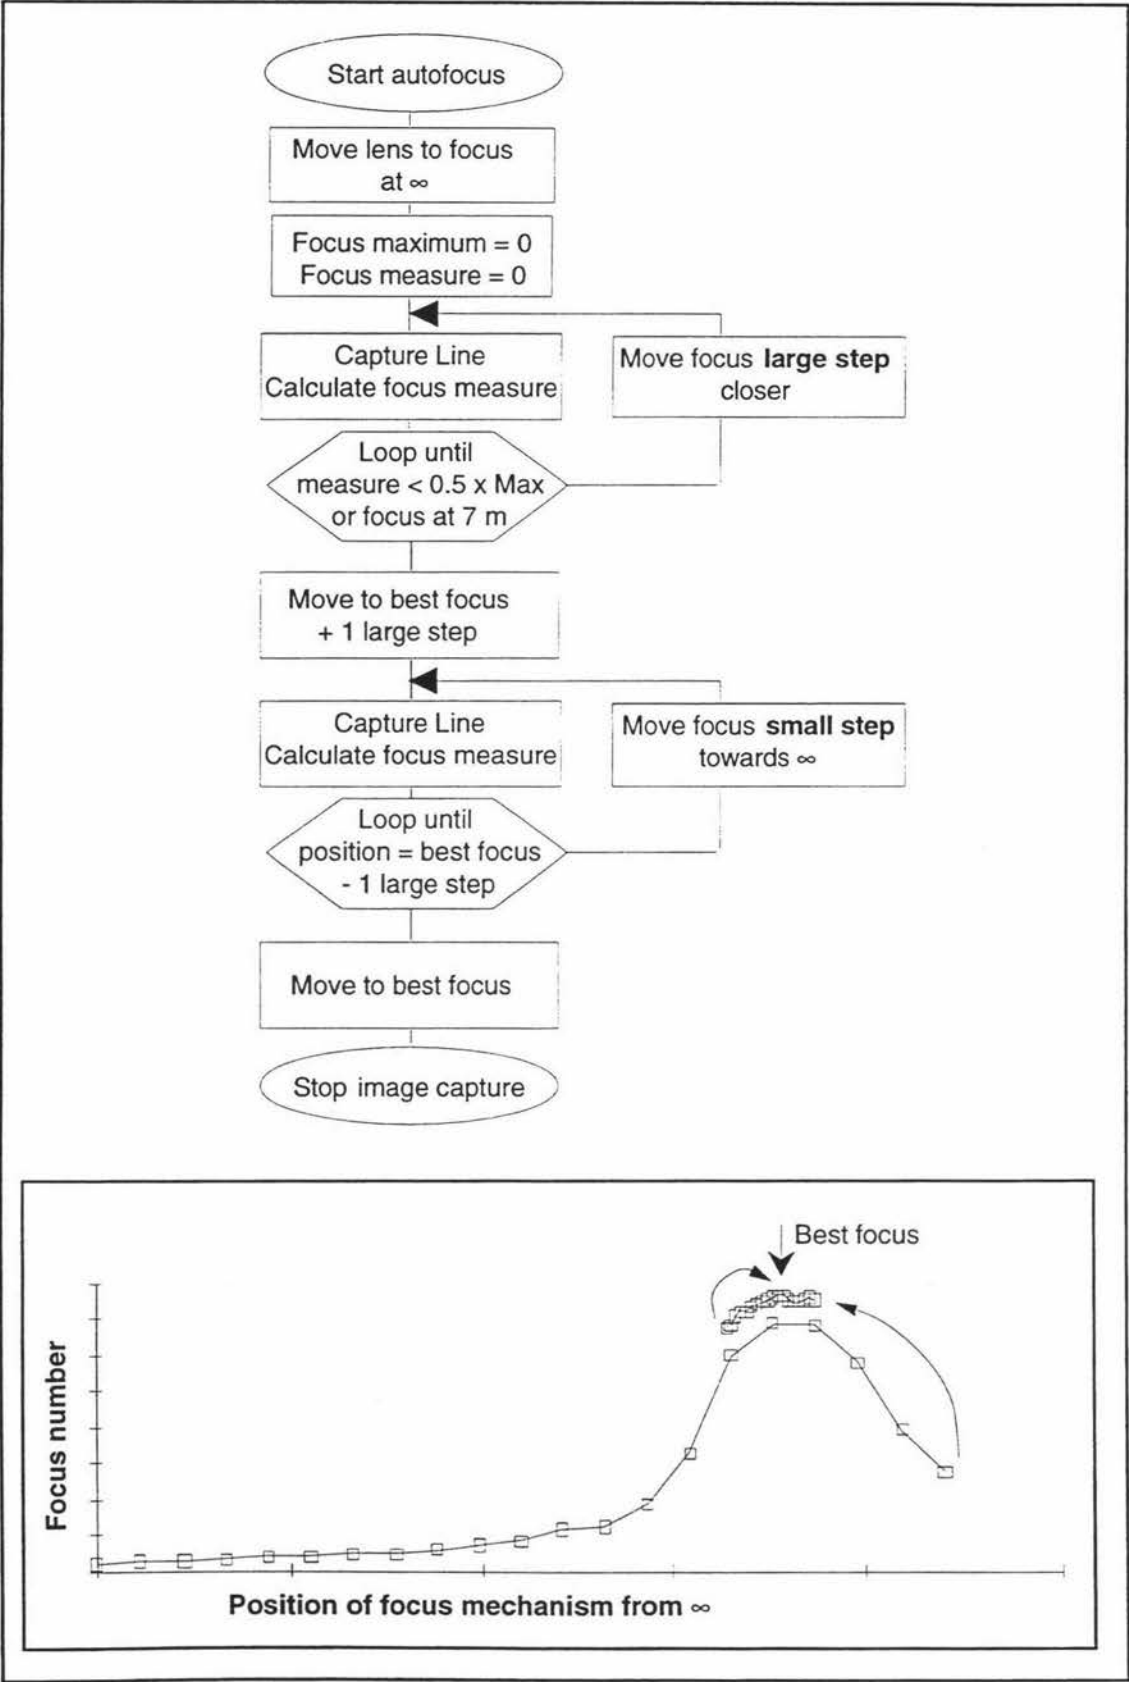 Start autofocus
Move lens to focus
at ∞
Focus maximum = 0
Focus measure = 0
Capture Line
Calculate focus measure
Move focus large step
closer
Loop until
measure < 0.5 x Max
or focus at 7 m
Move to best focus
+ 1 large step
Capture Line
Calculate focus measure
Move focus small step
towards ∞
Loop until
position = best focus
- 1 large step
Move to best focus
Stop image capture
Best focus
Focus number
Position of focus mechanism from ∞